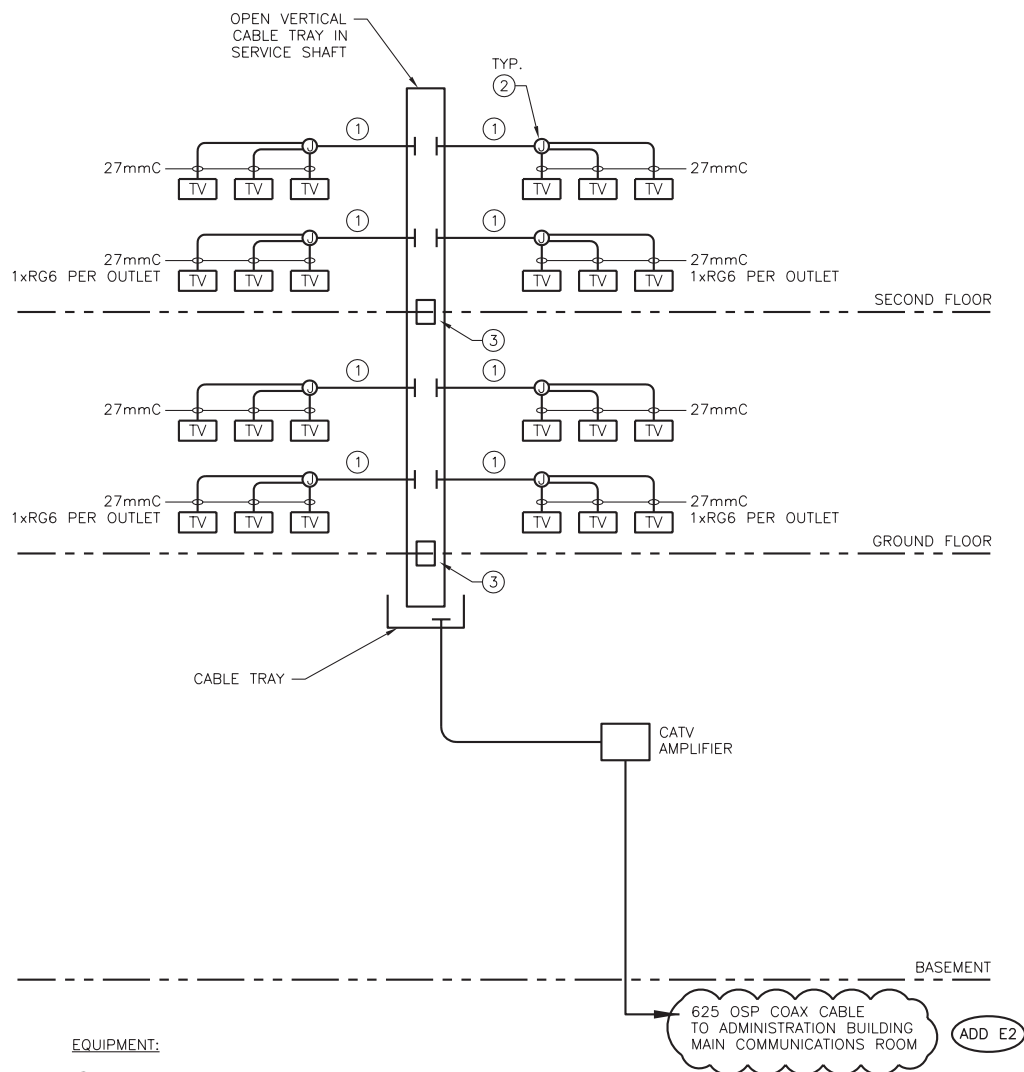 OPEN VERTICAL
CABLE TRAY IN
SERVICE SHAFT
TYP.
2
1
1
J
J
27mmC
27mmC
TV TV TV
TV TV TV
1
1
J
J
27mmC
1xRG6 PER OUTLET
27mmC
1xRG6 PER OUTLET
TV TV TV
TV TV TV
SECOND FLOOR
3
1
1
J
J
27mmC
27mmC
TV TV TV
TV TV TV
1
1
J
J
27mmC
1xRG6 PER OUTLET
27mmC
1xRG6 PER OUTLET
TV TV TV
TV TV TV
GROUND FLOOR
3
CABLE TRAY
CATV
AMPLIFIER
BASEMENT
625 OSP COAX CABLE
TO ADMINISTRATION BUILDING
MAIN COMMUNICATIONS ROOM
ADD E2
EQUIPMENT: